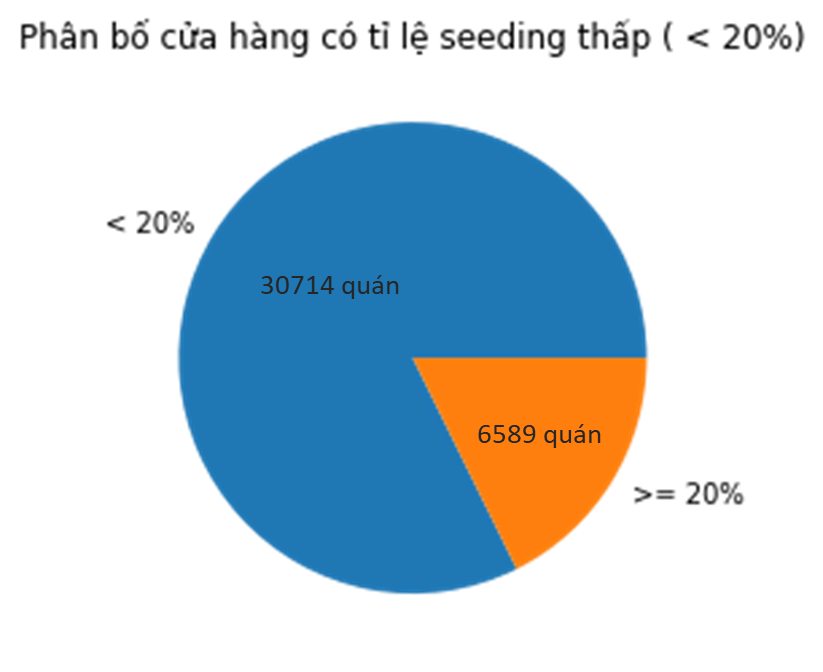 Phân bố cửa hàng có tỉ lệ seeding thấp ( < 20%)
< 20%
30714 quán
6589 quán
>= 20%